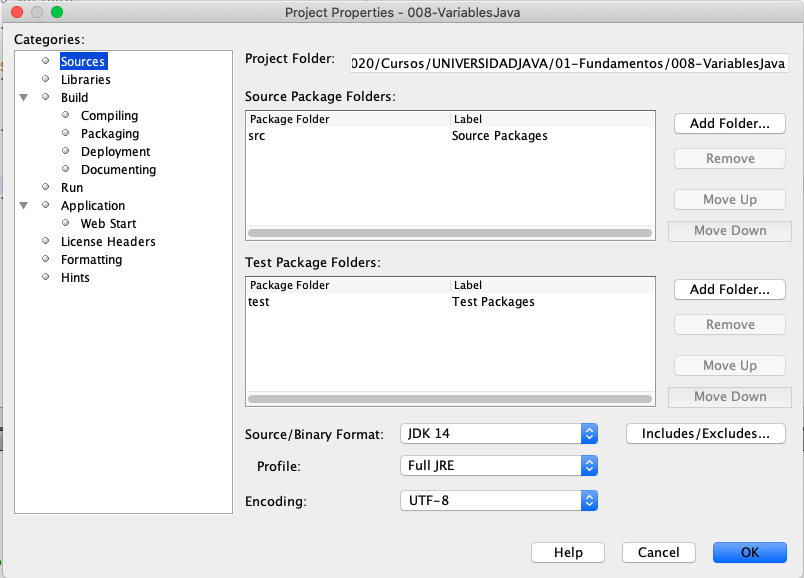 Project Properties - 008-VariablesJava
Categories:
Sources
Libraries
Build
Compiling
Packaging
Deployment
Documenting
Run
Application
Web Start
License Headers
Formatting
Hints
Project Folder:
020/Cursos/UNIVERSIDADJAVA/01-Fundamentos/008-VariablesJava
Source Package Folders:
Package Folder Label
src Source Packages
Add Folder...
Remove
Move Up
Move Down
Test Package Folders:
Package Folder Label
test Test Packages
Add Folder...
Remove
Move Up
Move Down
Source/Binary Format: JDK 14 Includes/Excludes...
Profile: Full JRE
Encoding: UTF-8
Help Cancel OK